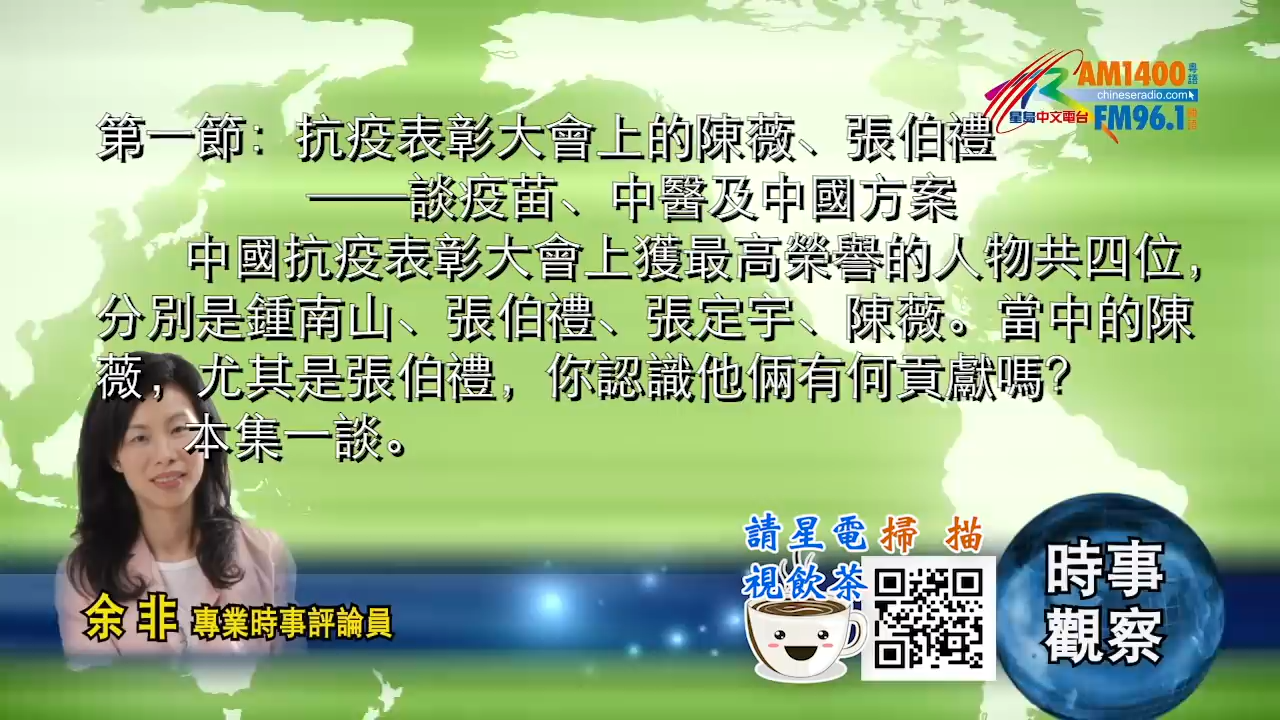 AM1400 粵語
chineseradio.com
星島中文電台 FM96.1 國語
第一節：抗疫表彰大會上的陳薇、張伯禮
——談疫苗、中醫及中國方案
中國抗疫表彰大會上獲最高榮譽的人物共四位，
分別是鍾南山、張伯禮、張定宇、陳薇。當中的陳
薇，尤其是張伯禮，你認識他倆有何貢獻嗎？
本集一談。
請星電 掃 描
視飲茶
時事
觀察
余非 專業時事評論員